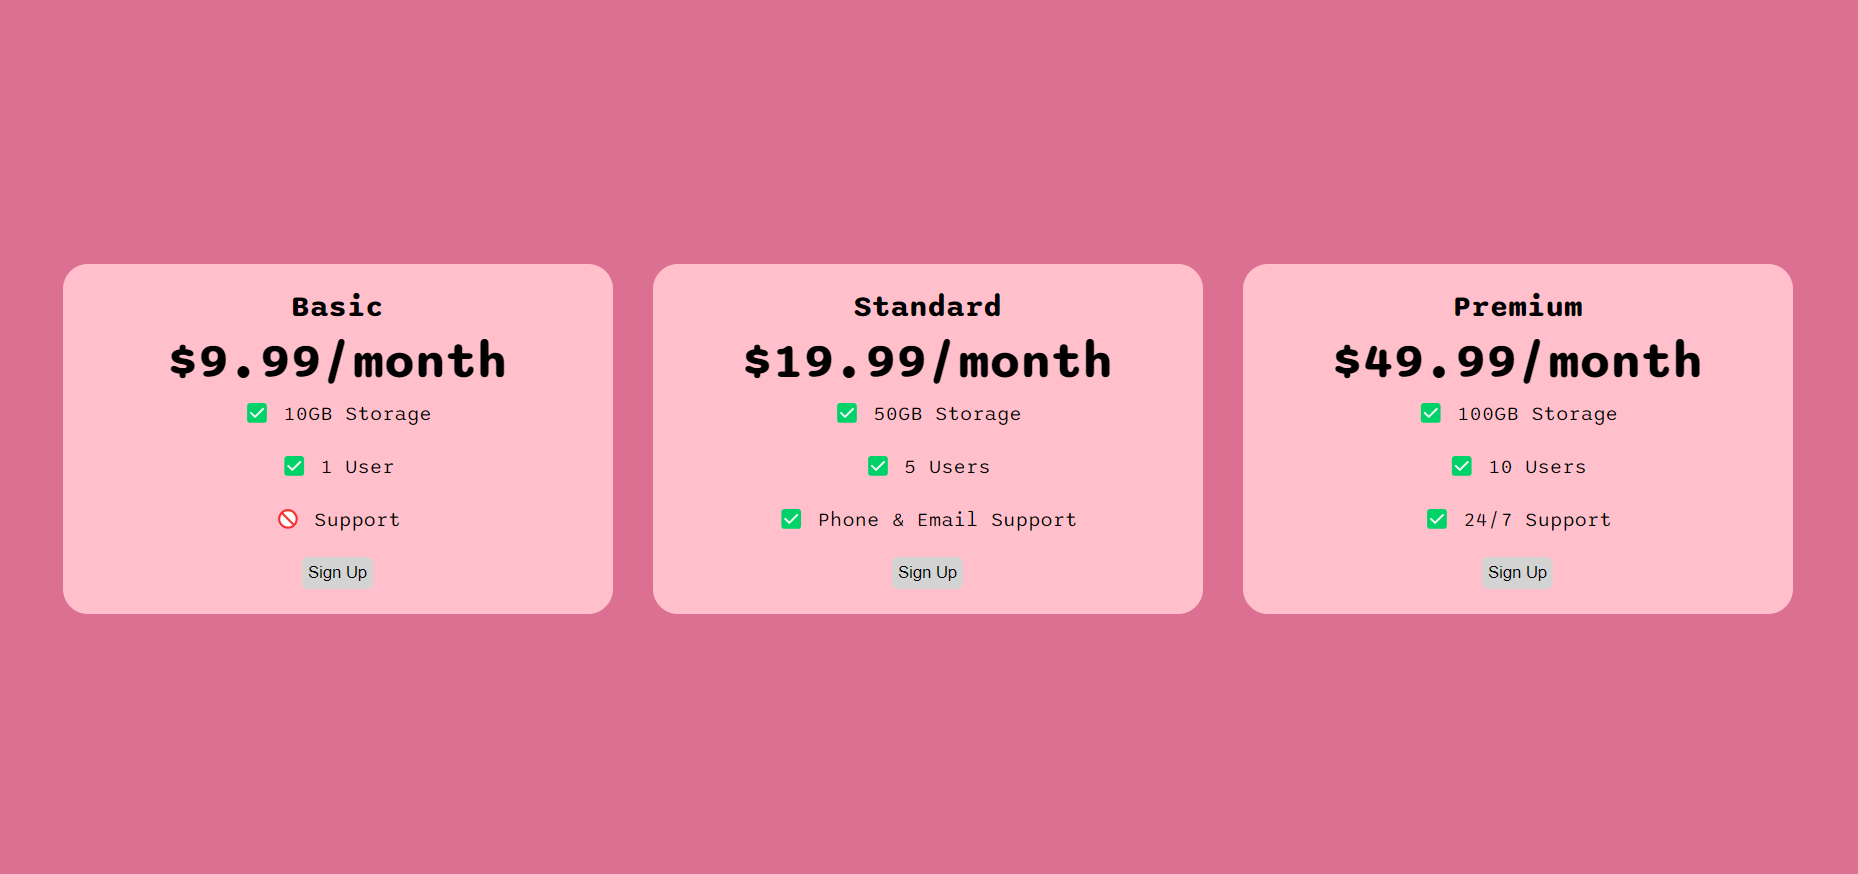 Basic
$9.99/month
✅ 10GB Storage
✅ 1 User
🚫 Support
Sign Up
Standard
$19.99/month
✅ 50GB Storage
✅ 5 Users
✅ Phone & Email Support
Sign Up
Premium
$49.99/month
✅ 100GB Storage
✅ 10 Users
✅ 24/7 Support
Sign Up